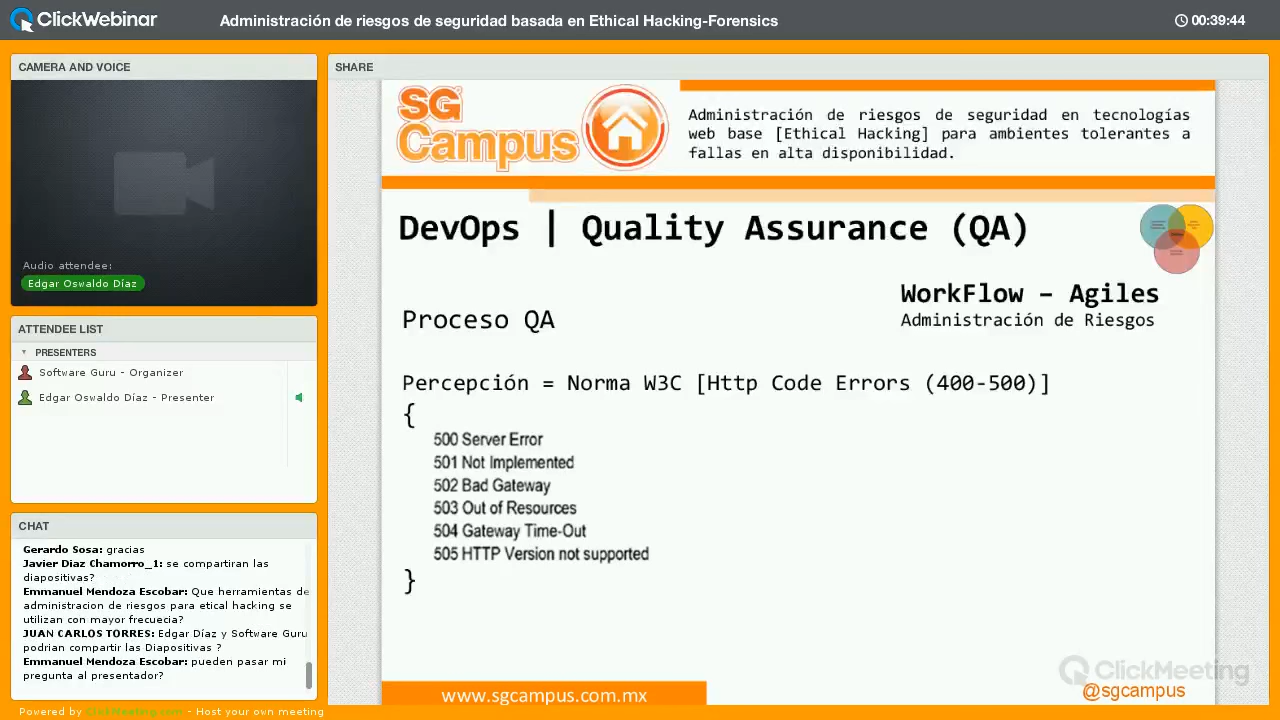 ClickWebinar
Administración de riesgos de seguridad basada en Ethical Hacking-Forensics
00:39:44
CAMERA AND VOICE
Audio attendee:
Edgar Oswaldo Díaz
ATTENDEE LIST
PRESENTERS
Software Guru - Organizer
Edgar Oswaldo Díaz - Presenter
CHAT
Gerardo Sosa: gracias
Javier Diaz Chamorro_1: se compartiran las
diapositivas?
Emmanuel Mendoza Escobar: Que herramientas de
administracion de riesgos para etical hacking se
utilizan con mayor frecuecia?
JUAN CARLOS TORRES: Edgar Díaz y Software Guru
podrian compartir las Diapositivas ?
Emmanuel Mendoza Escobar: pueden pasar mi
pregunta al presentador?
Powered by ClickMeeting.com - Host your own meeting
SHARE
SG
Campus
Administración de riesgos de seguridad en tecnologías
web base [Ethical Hacking] para ambientes tolerantes a
fallas en alta disponibilidad.
DevOps | Quality Assurance (QA)
WorkFlow – Agiles
Administración de Riesgos
Proceso QA
Percepción = Norma W3C [Http Code Errors (400-500)]
{
500 Server Error
501 Not Implemented
502 Bad Gateway
503 Out of Resources
504 Gateway Time-Out
505 HTTP Version not supported
}
ClickMeeting
www.sgcampus.com.mx
@sgcampus